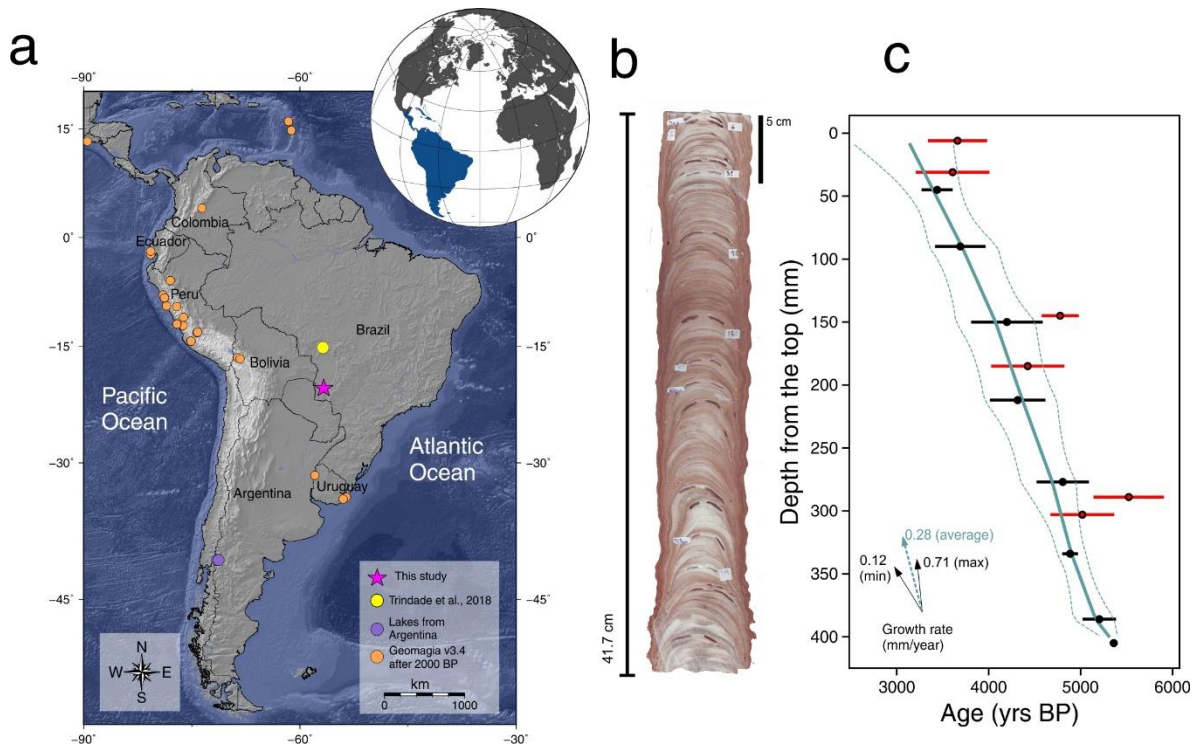 a
−90°
−60°
15°
0°
−15°
−30°
−45°
−90°
−60°
−30°
Colombia
Ecuador
Peru
Brazil
Bolivia
Pacific
Ocean
Atlantic
Ocean
Argentina
Uruguay
This study
Trindade et al., 2018
Lakes from
Argentina
Geomagia v3.4
after 2000 BP
km
0
1000
N
W
E
S
b
5 cm
41.7 cm
c
Depth from the top (mm)
0
50
100
150
200
250
300
350
400
0.28 (average)
0.12
(min)
0.71 (max)
Growth rate
(mm/year)
3000
4000
5000
6000
Age (yrs BP)